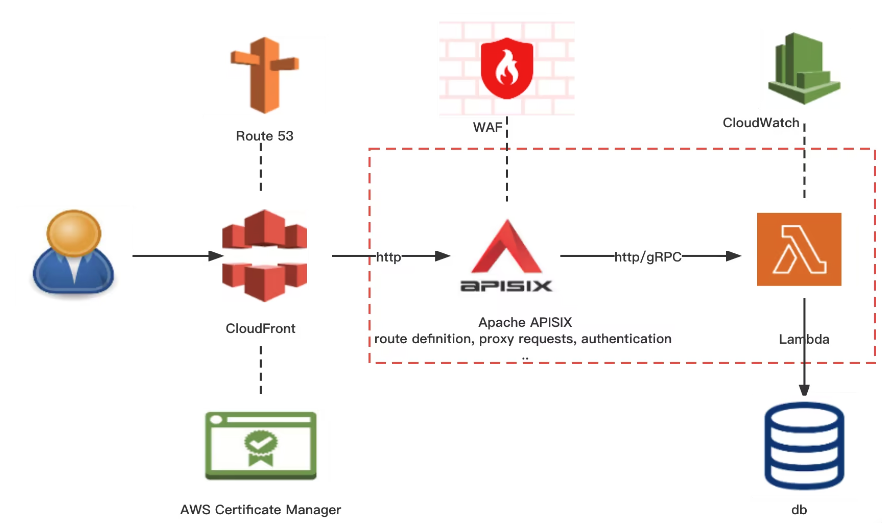 Route 53
WAF
CloudWatch
http
http/gRPC
APISIX
CloudFront
Apache APISIX
route definition, proxy requests, authentication
..
Lambda
AWS Certificate Manager
db